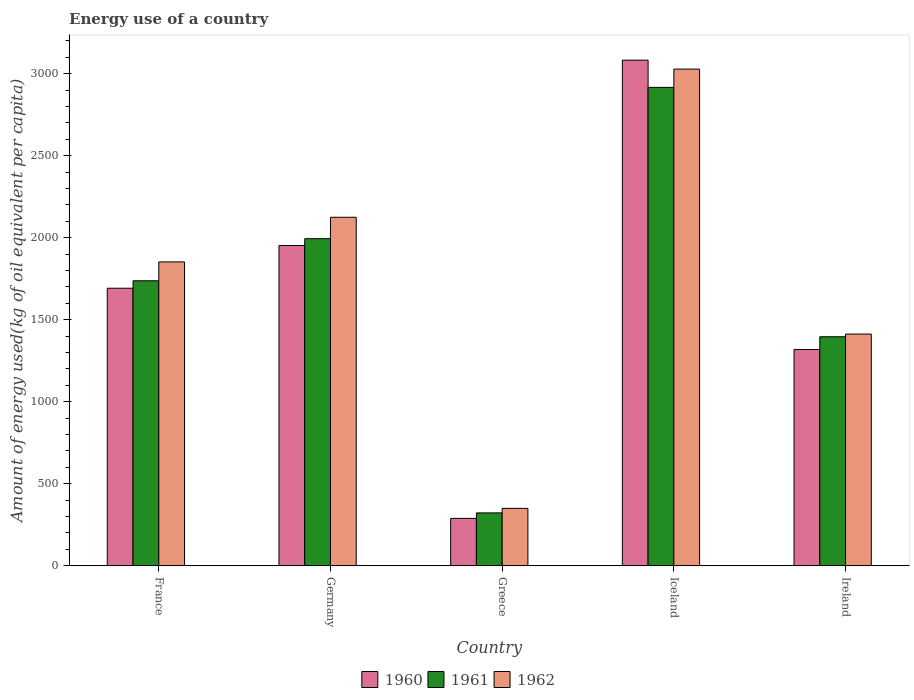 Energy use of a country
Amount of energy used(kg of oil equivalent per capita)
3000
2500
2000
1500
1000
500
0
France
Germany
Greece
Iceland
Ireland
Country
1960 1961 1962